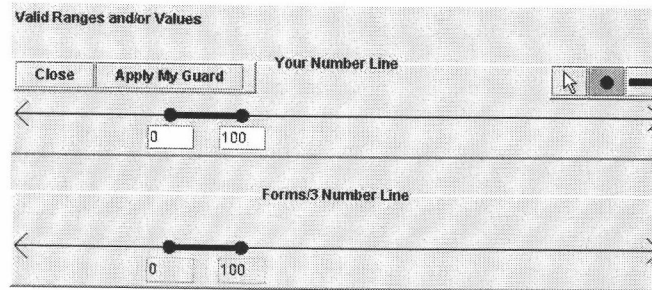 Valid Ranges and/or Values
Your Number Line
Close Apply My Guard
0 100
Forms/3 Number Line
0 100